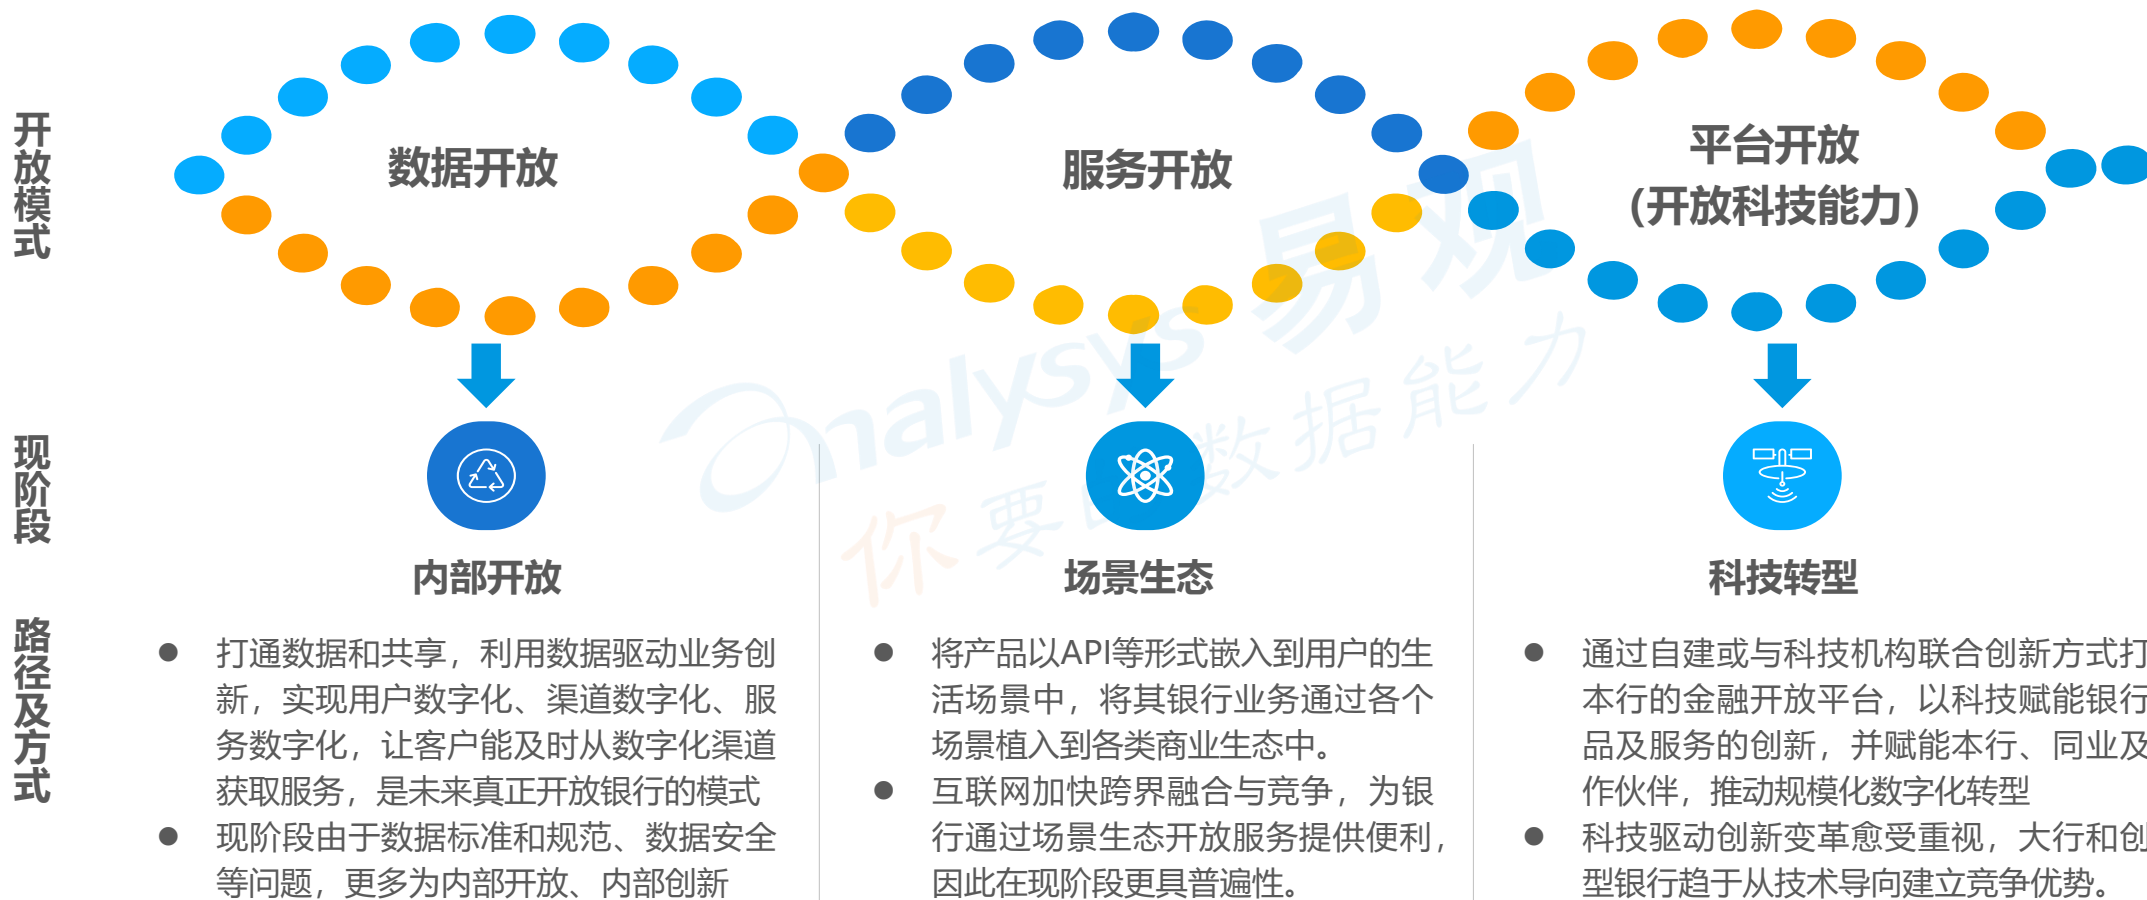 开放模式
数据开放
服务开放
平台开放
(开放科技能力)
现阶段
内部开放
场景生态
科技转型
路径及方式
● 打通数据和共享，利用数据驱动业务创
新，实现用户数字化、渠道数字化、服
务数字化，让客户能及时从数字化渠道
获取服务，是未来真正开放银行的模式
● 现阶段由于数据标准和规范、数据安全
等问题，更多为内部开放、内部创新
● 将产品以API等形式嵌入到用户的生
活场景中，将其银行业务通过各个
场景植入到各类商业生态中。
● 互联网加快跨界融合与竞争，为银
行通过场景生态开放服务提供便利，
因此在现阶段更具普遍性。
● 通过自建或与科技机构联合创新方式打
本行的金融开放平台，以科技赋能银行
品及服务的创新，并赋能本行、同业及
作伙伴，推动规模化数字化转型
● 科技驱动创新变革愈受重视，大行和创
型银行趋于从技术导向建立竞争优势。
analysys 易观
你要的数据能力